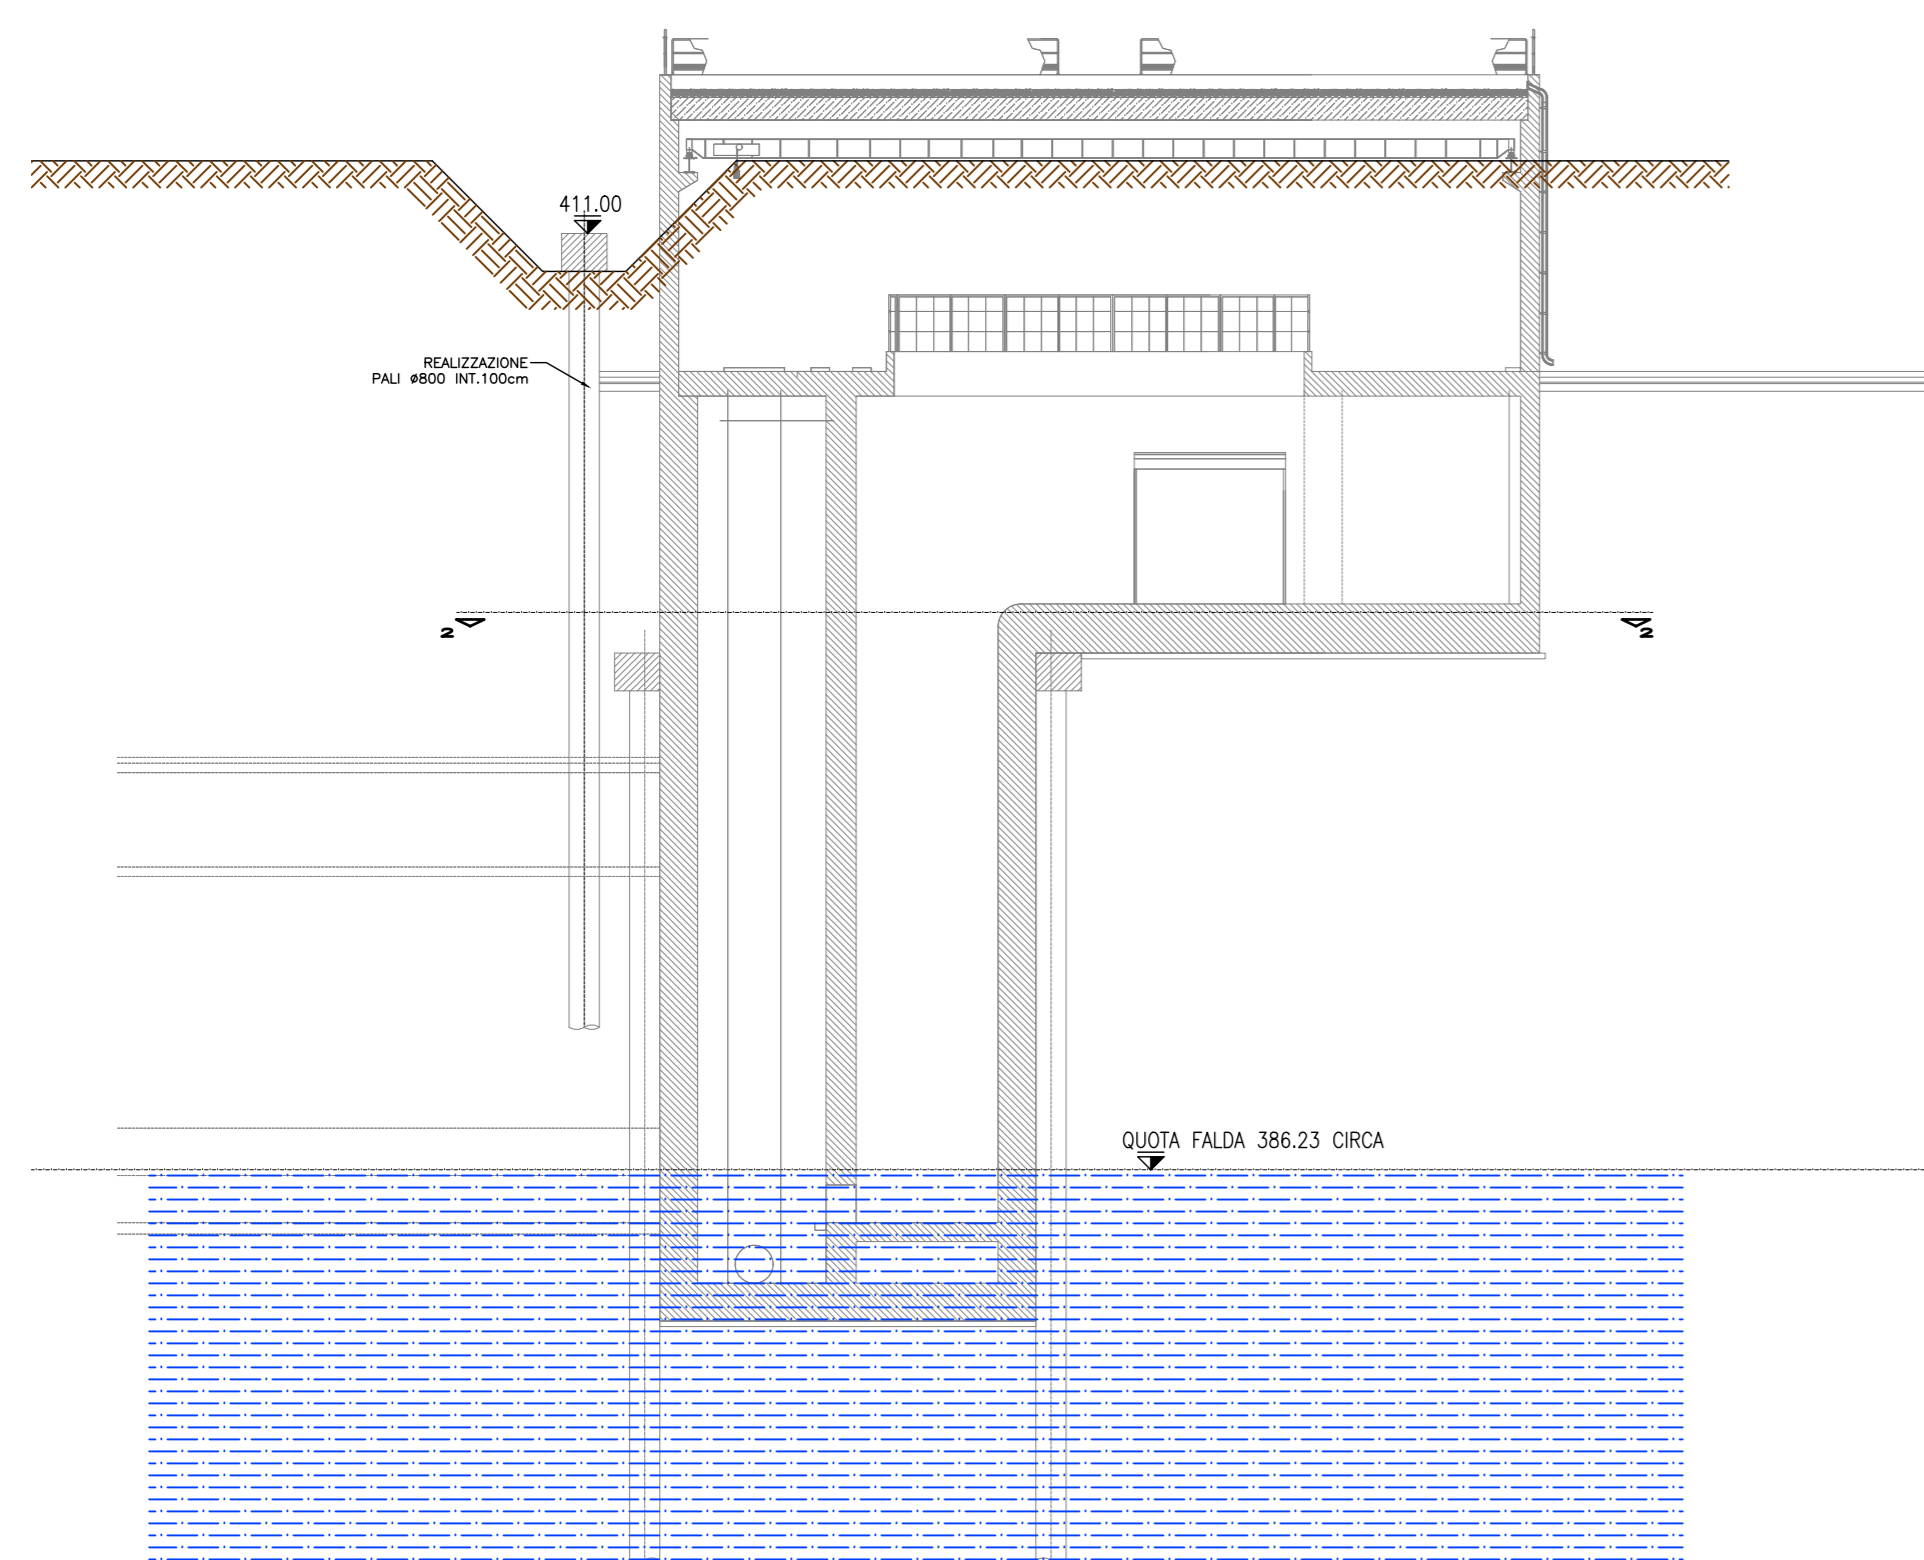 411.00
REALIZZAZIONE
PALI ø800 INT.100cm
2
2
QUOTA FALDA 386.23 CIRCA